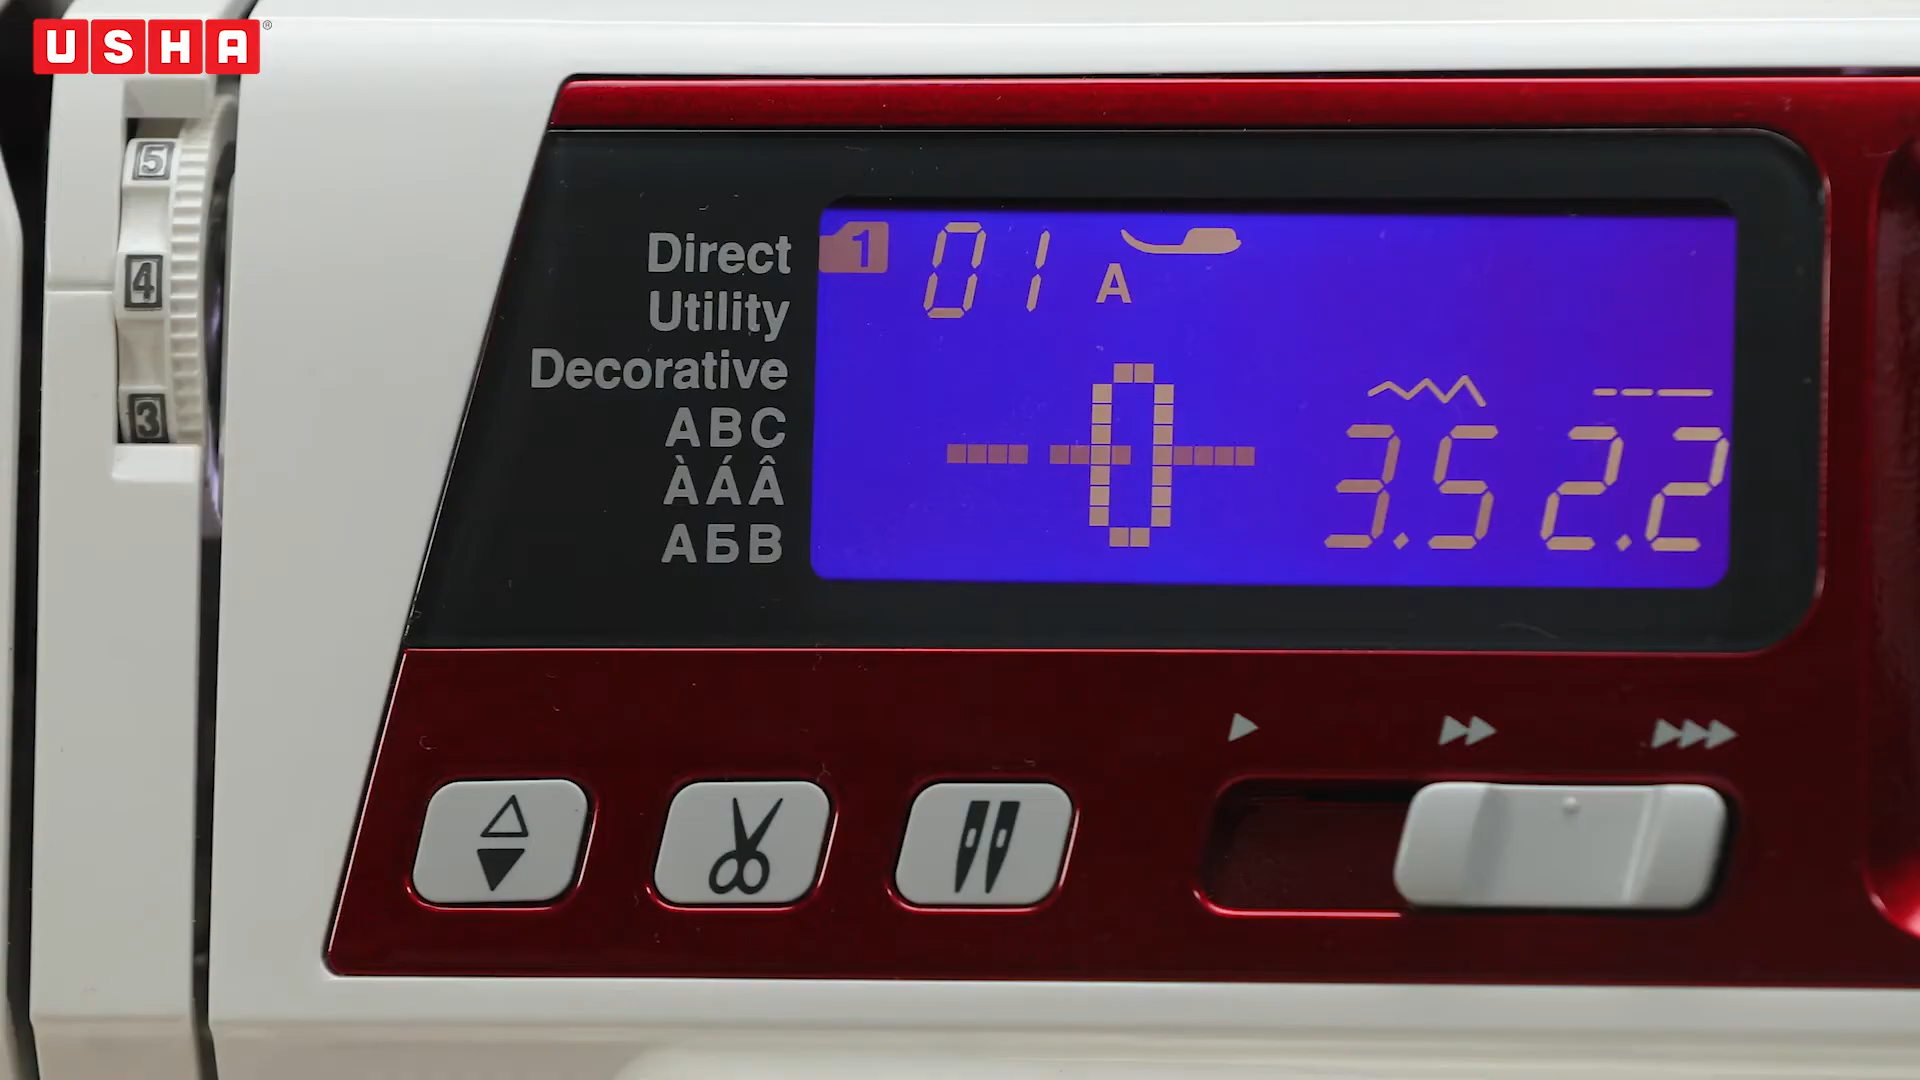 USHA®
5
4
3
Direct
Utility
Decorative
ABC
ÀÁÂ
АБВ
1 01
A
3.5 2.2